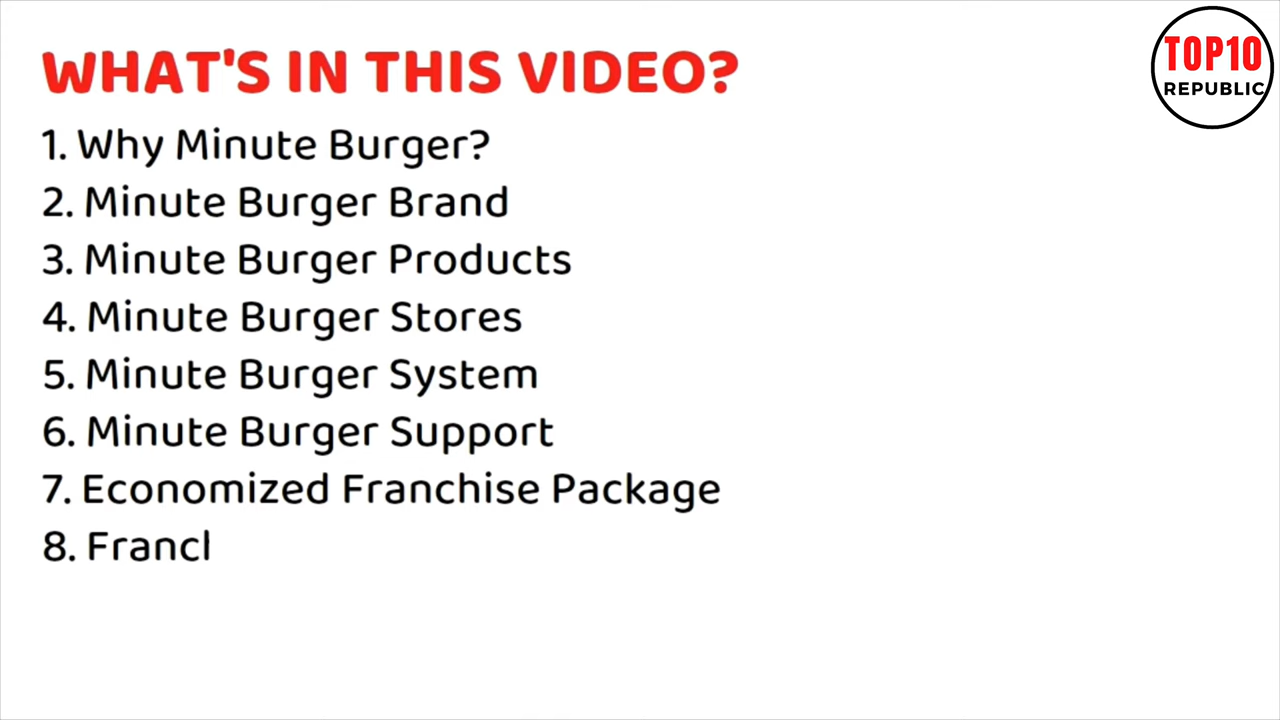 WHAT'S IN THIS VIDEO?
1. Why Minute Burger?
2. Minute Burger Brand
3. Minute Burger Products
4. Minute Burger Stores
5. Minute Burger System
6. Minute Burger Support
7. Economized Franchise Package
8. Francl
TOP10
REPUBLIC